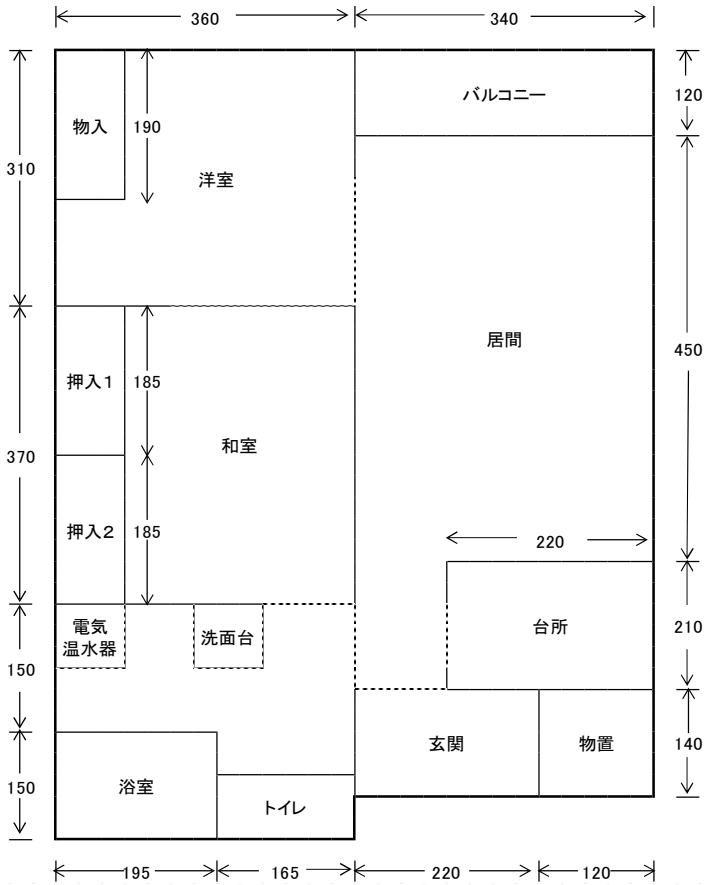 360
340
物入
190
310
洋室
バルコニー
120
居間
450
押入1
185
370
和室
押入2
185
220
電気
温水器
洗面台
台所
210
150
玄関
物置
140
浴室
150
トイレ
195
165
220
120